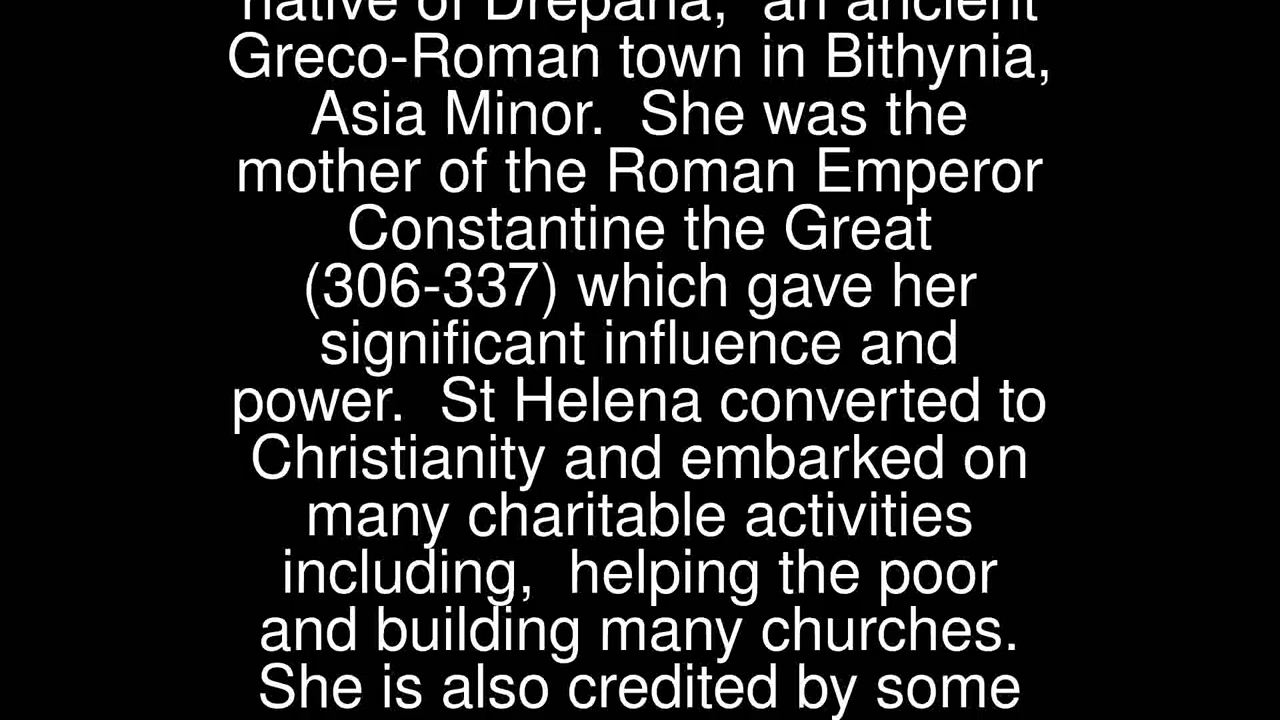 native of Drepana,  an ancient
Greco-Roman town in Bithynia,
Asia Minor.  She was the
mother of the Roman Emperor
Constantine the Great
(306-337) which gave her
significant influence and
power.  St Helena converted to
Christianity and embarked on
many charitable activities
including,  helping the poor
and building many churches.
She is also credited by some